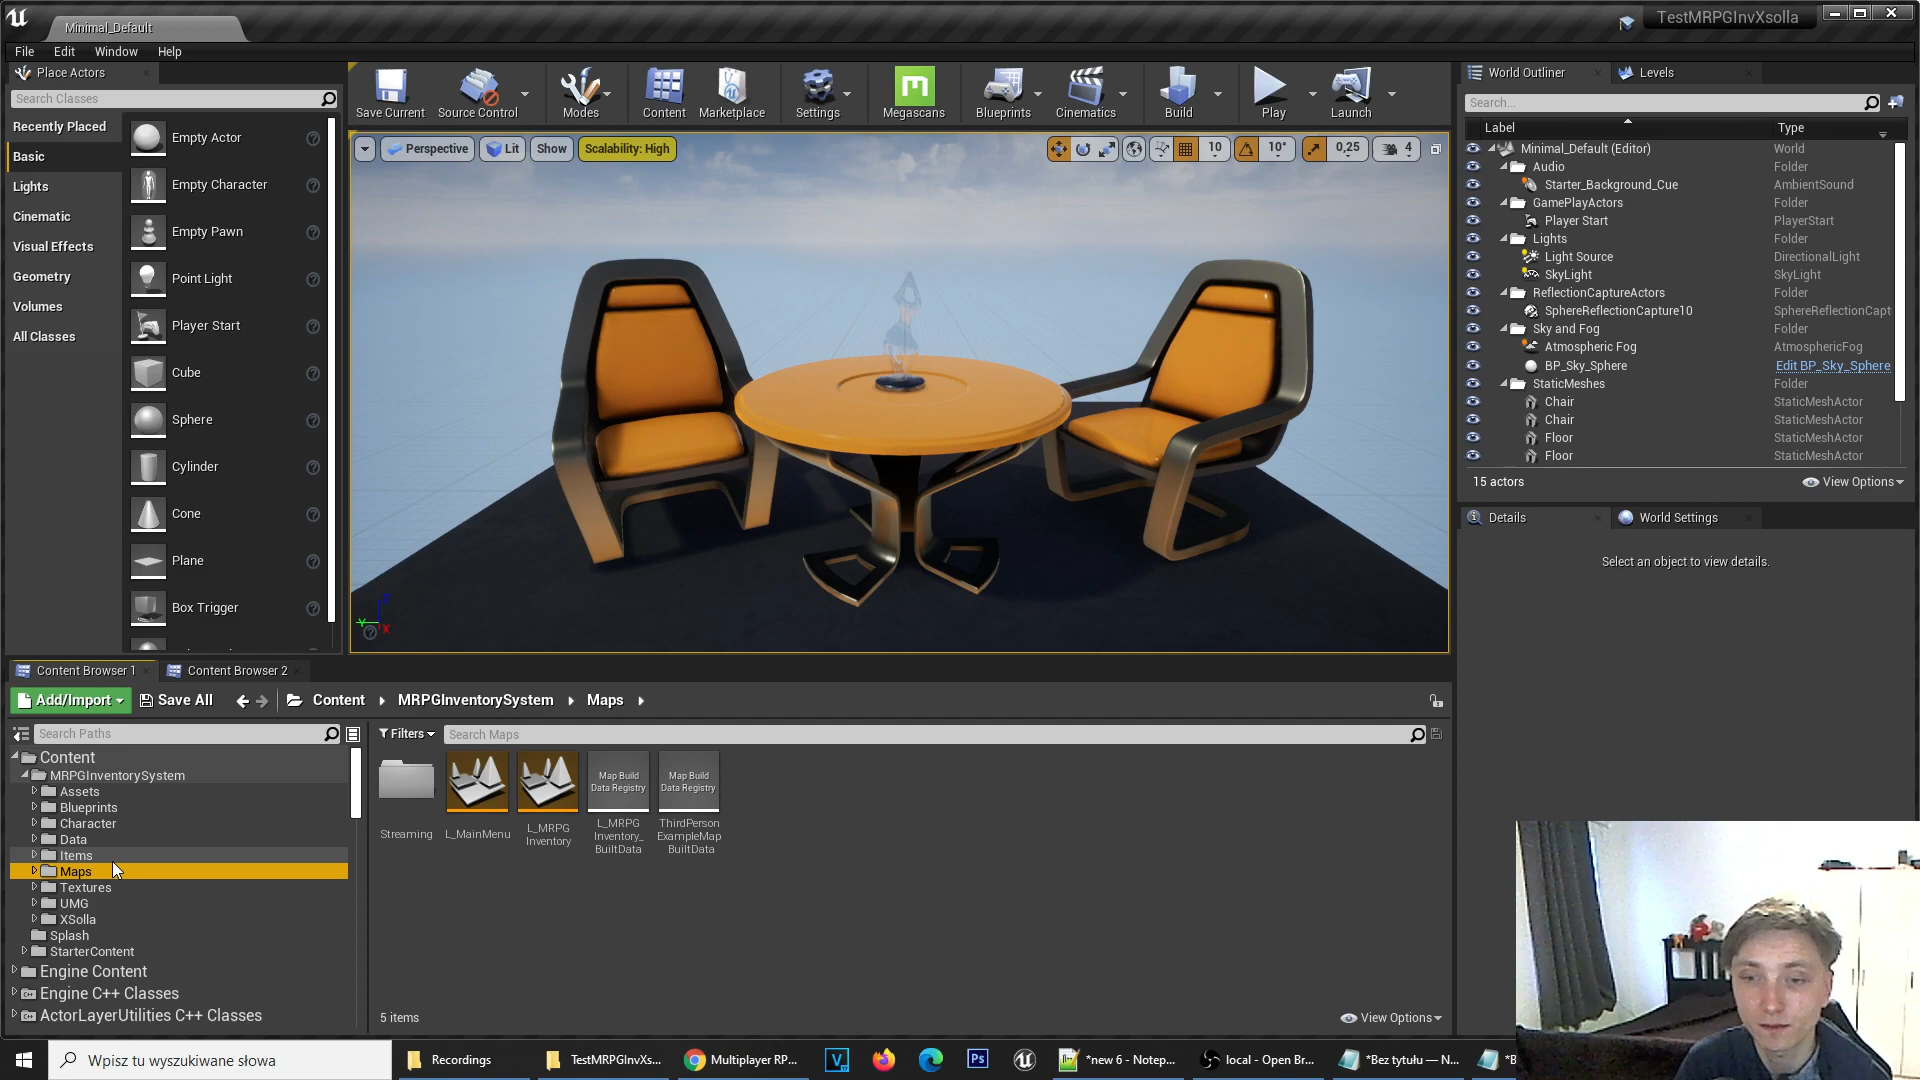 Minimal_Default
TestMRPGInvXsolla
File Edit Window Help
Place Actors
Search Classes
Recently Placed
Basic
Lights
Cinematic
Visual Effects
Geometry
Volumes
All Classes
Empty Actor
Empty Character
Empty Pawn
Point Light
Player Start
Cube
Sphere
Cylinder
Cone
Plane
Box Trigger
Save Current
Source Control
Modes
Content
Marketplace
Settings
Megascans
Blueprints
Cinematics
Build
Play
Launch
Perspective
Lit
Show
Scalability: High
10
10°
0,25
4
World Outliner
Levels
Search...
Label Type
Minimal_Default (Editor) World
Audio Folder
Starter_Background_Cue AmbientSound
GamePlayActors Folder
Player Start PlayerStart
Lights Folder
Light Source DirectionalLight
SkyLight SkyLight
ReflectionCaptureActors Folder
SphereReflectionCapture10 SphereReflectionCapt
Sky and Fog Folder
Atmospheric Fog AtmosphericFog
BP_Sky_Sphere Edit BP_Sky_Sphere
StaticMeshes Folder
Chair StaticMeshActor
Chair StaticMeshActor
Floor StaticMeshActor
Floor StaticMeshActor
15 actors
View Options
Details
World Settings
Select an object to view details.
Content Browser 1
Content Browser 2
Add/Import
Save All
Content
MRPGInventorySystem
Maps
Search Paths
Filters
Search Maps
Content
MRPGInventorySystem
Assets
Blueprints
Character
Data
Items
Maps
Textures
UMG
XSolla
Splash
StarterContent
Engine Content
Engine C++ Classes
ActorLayerUtilities C++ Classes
Streaming
L_MainMenu
L_MRPG
Inventory
Map Build
Data Registry
L_MRPG
Inventory_
BuiltData
Map Build
Data Registry
ThirdPerson
ExampleMap
BuiltData
5 items
View Options
Wpisz tu wyszukiwane słowa
Recordings
TestMRPGInvXs...
Multiplayer RP...
*new 6 - Notep...
local - Open Br...
*Bez tytułu — N...
*B
X
Y
Z